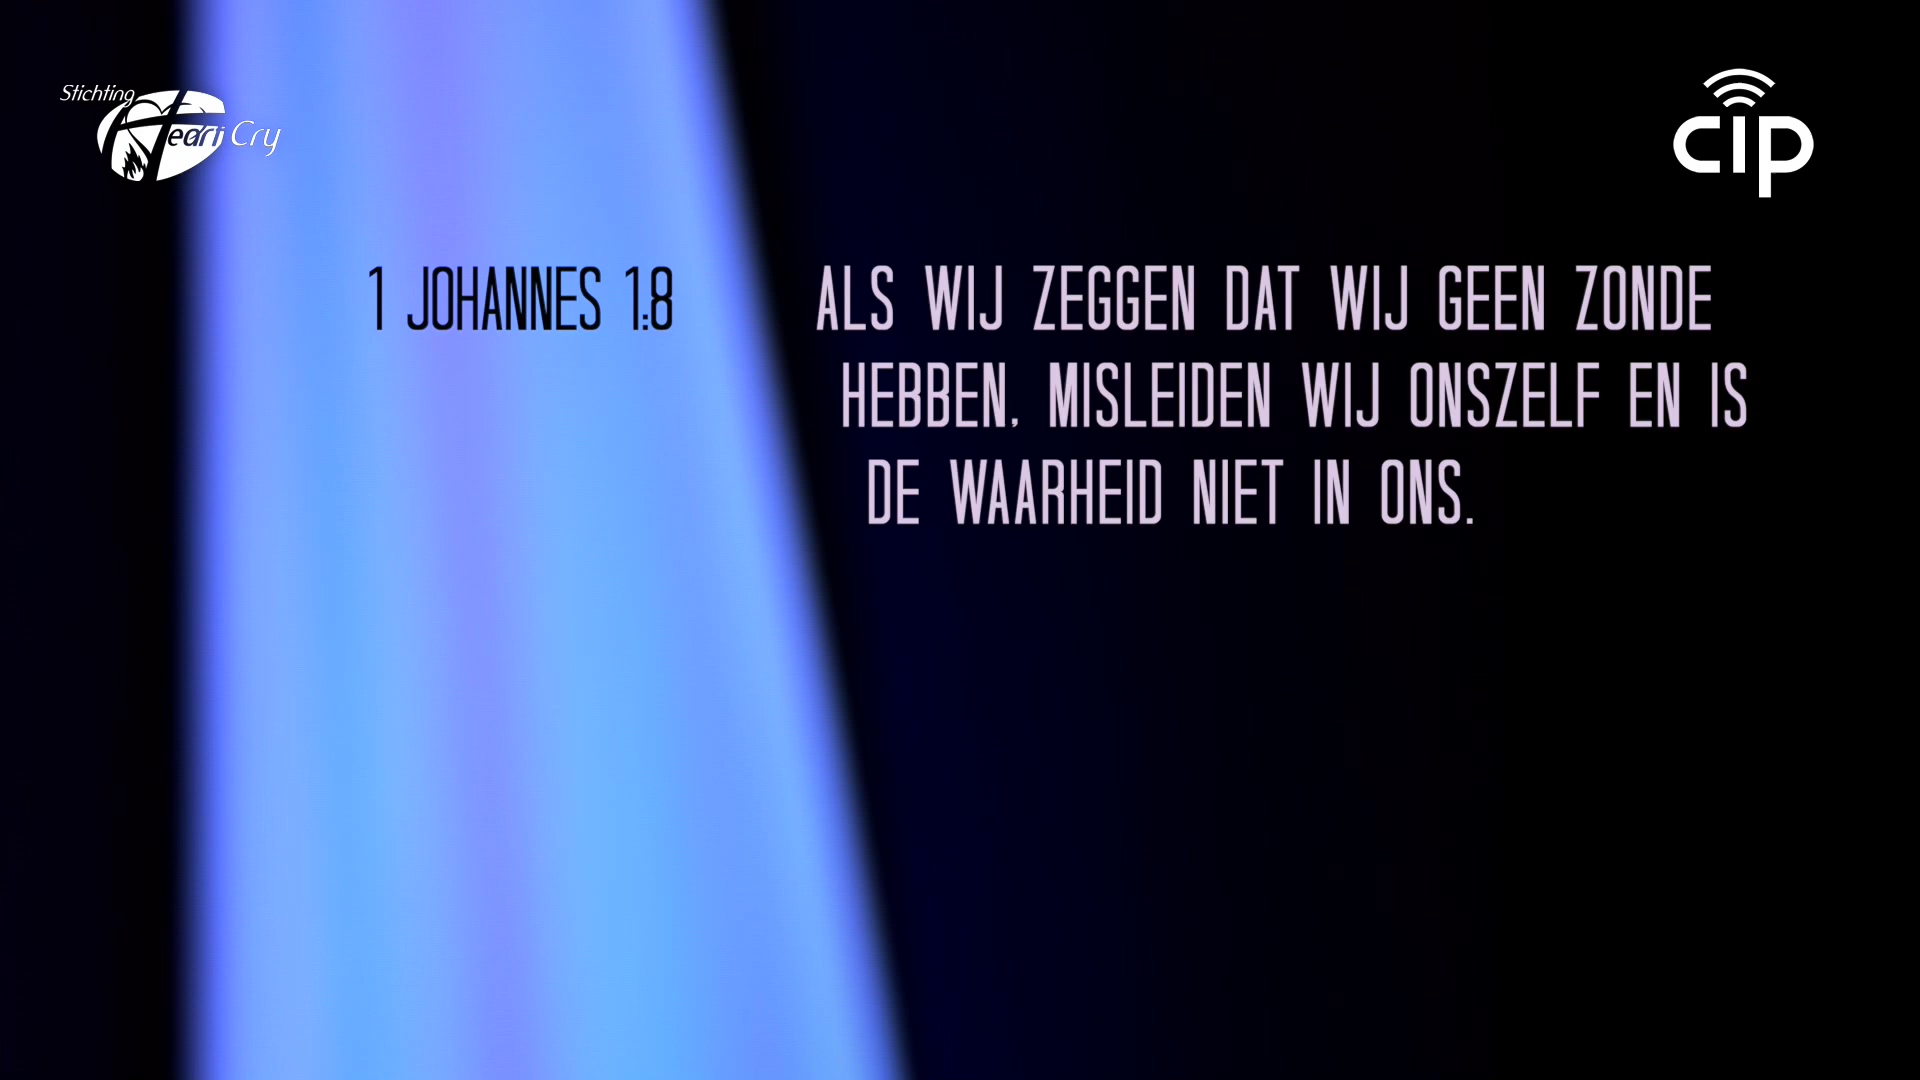 Stichting
Heart Cry
cip
1 JOHANNES 1:8
ALS WIJ ZEGGEN DAT WIJ GEEN ZONDE
HEBBEN, MISLEIDEN WIJ ONSZELF EN IS
DE WAARHEID NIET IN ONS.